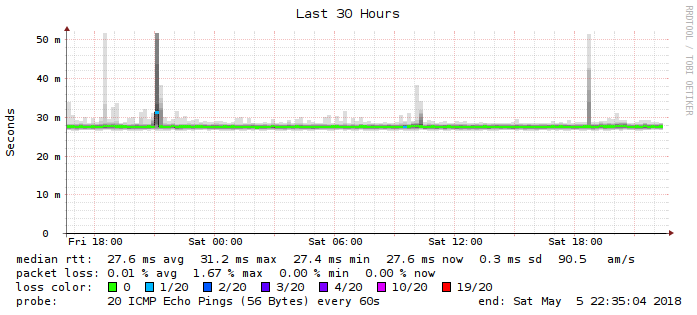 Last 30 Hours
RRDTOOL / TOBI OETIKER
Seconds
50 m
40 m
30 m
20 m
10 m
0
Fri 18:00 Sat 00:00 Sat 06:00 Sat 12:00 Sat 18:00
median rtt: 27.6 ms avg 31.2 ms max 27.4 ms min 27.6 ms now 0.3 ms sd 90.5 am/s
packet loss: 0.01 % avg 1.67 % max 0.00 % min 0.00 % now
loss color: 0 1/20 2/20 3/20 4/20 10/20 19/20
probe: 20 ICMP Echo Pings (56 Bytes) every 60s end: Sat May 5 22:35:04 2018